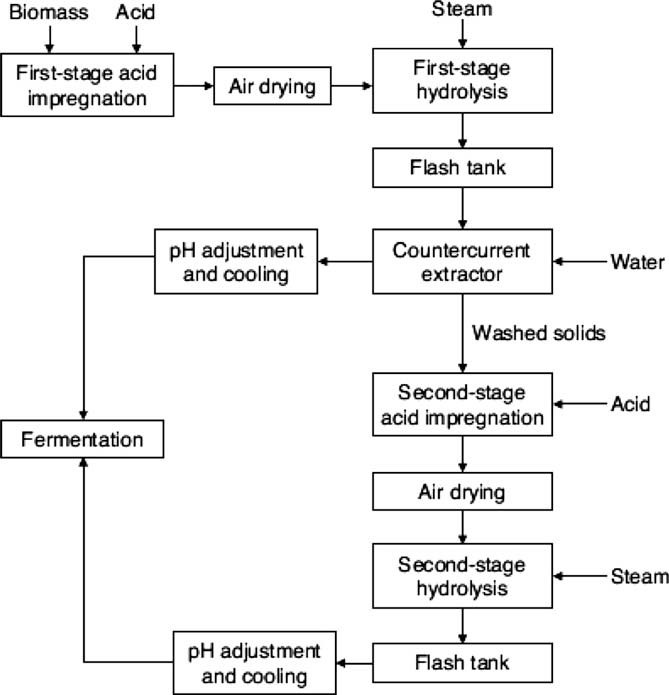 Biomass
Acid
Steam
First-stage acid
impregnation
Air drying
First-stage
hydrolysis
Flash tank
pH adjustment
and cooling
Countercurrent
extractor
Water
Washed solids
Second-stage
acid impregnation
Acid
Fermentation
Air drying
Second-stage
hydrolysis
Steam
pH adjustment
and cooling
Flash tank